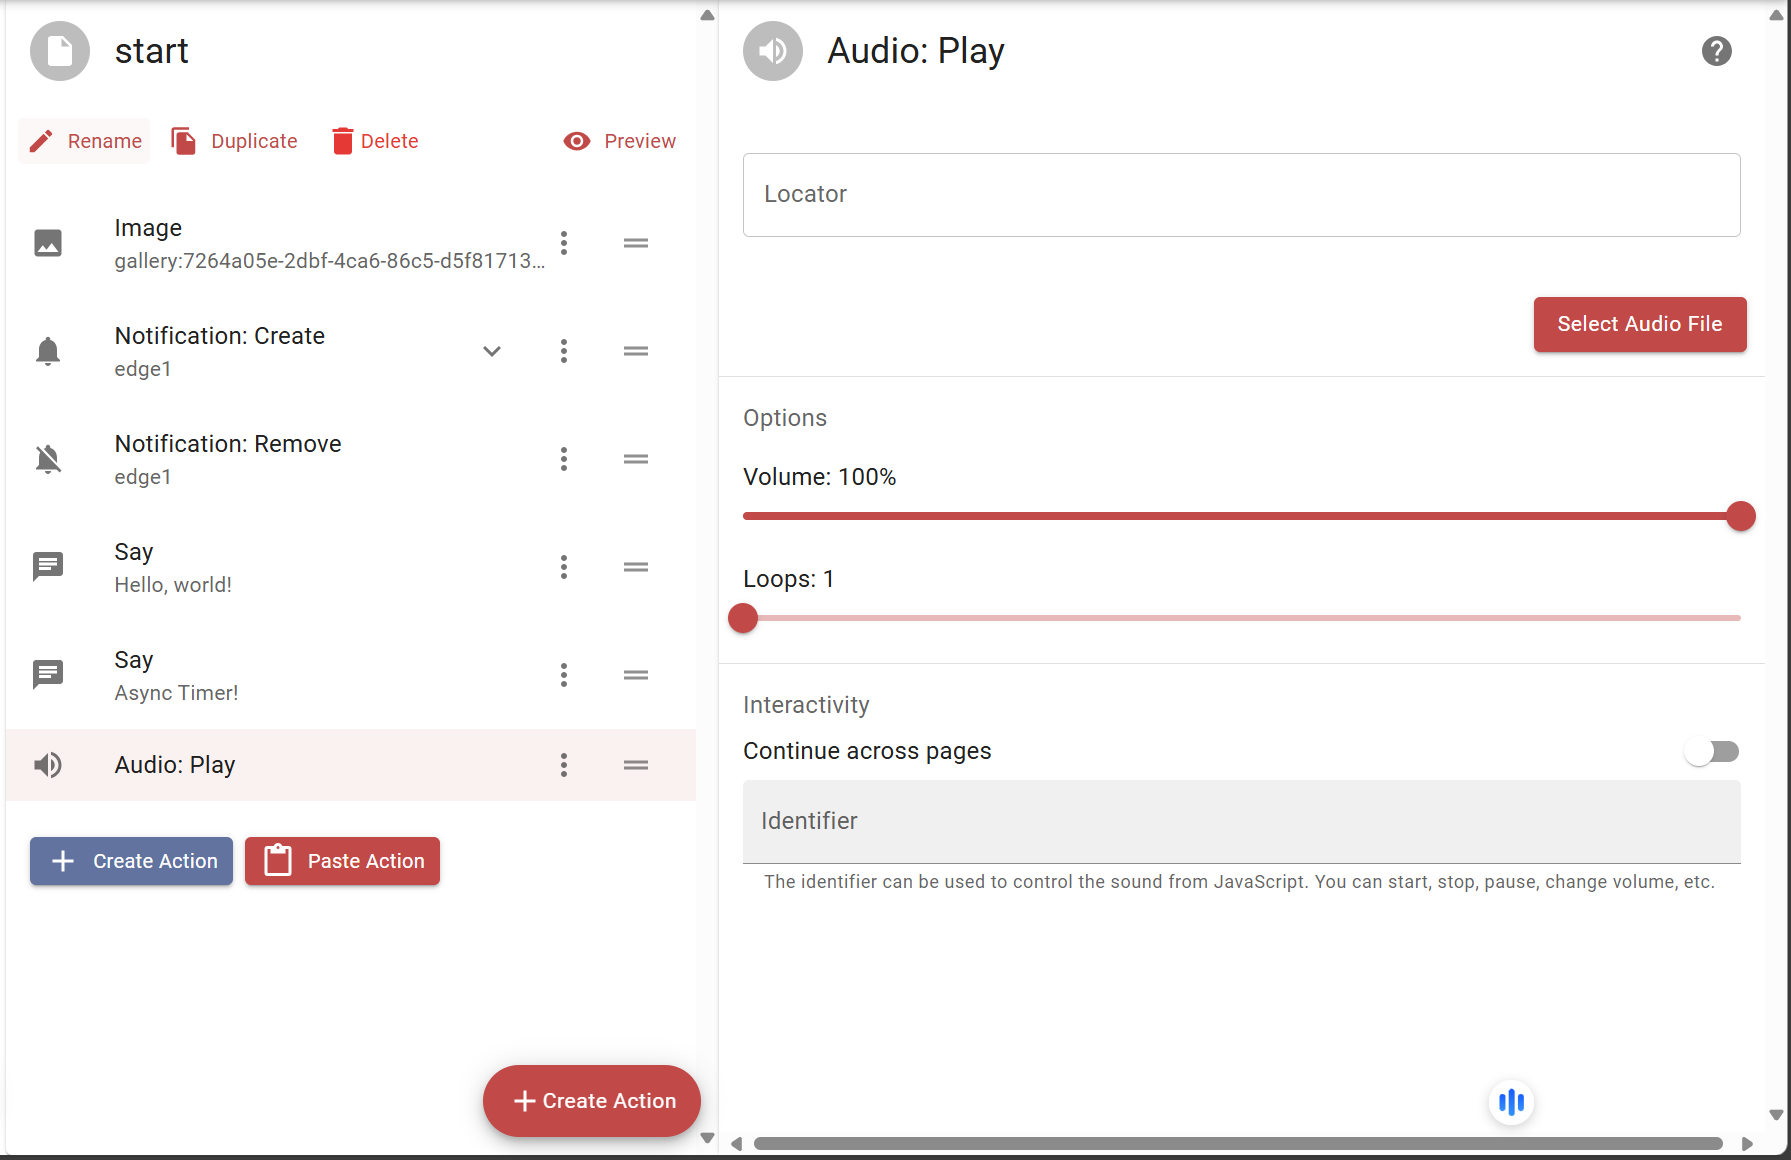 start
Rename
Duplicate
Delete
Preview
Image
gallery:7264a05e-2dbf-4ca6-86c5-d5f81713...
Notification: Create
edge1
Notification: Remove
edge1
Say
Hello, world!
Say
Async Timer!
Audio: Play
Create Action
Paste Action
Create Action
Audio: Play
Locator
Select Audio File
Options
Volume: 100%
Loops: 1
Interactivity
Continue across pages
Identifier
The identifier can be used to control the sound from JavaScript. You can start, stop, pause, change volume, etc.